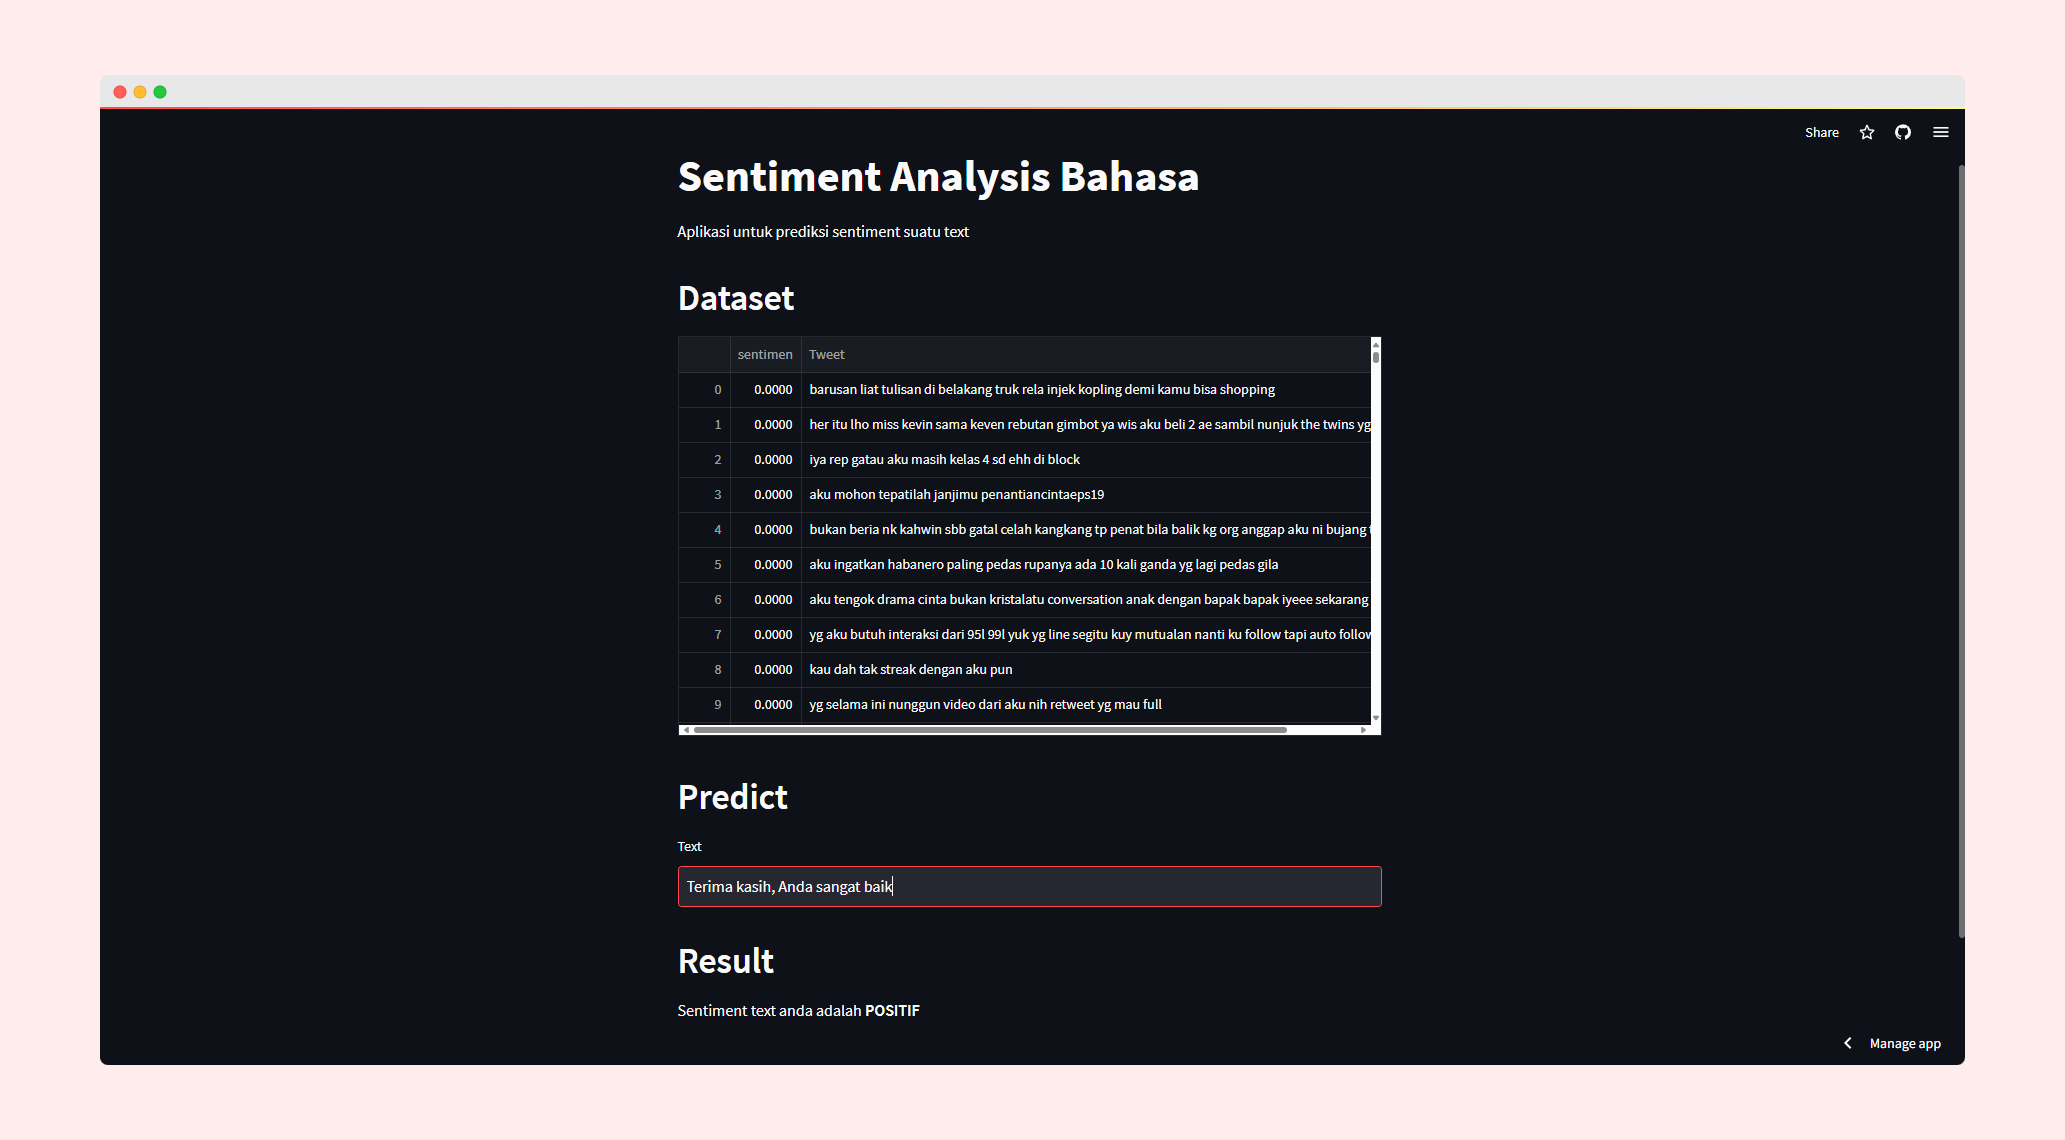 Share
Sentiment Analysis Bahasa
Aplikasi untuk prediksi sentiment suatu text
Dataset
sentimen Tweet
0 0.0000 barusan liat tulisan di belakang truk rela injek kopling demi kamu bisa shopping
1 0.0000 her itu lho miss kevin sama keven rebutan gimbot ya wis aku beli 2 ae sambil nunjuk the twins yg
2 0.0000 iya rep gatau aku masih kelas 4 sd ehh di block
3 0.0000 aku mohon tepatilah janjimu penantiancintaeps19
4 0.0000 bukan beria nk kahwin sbb gatal celah kangkang tp penat bila balik kg org anggap aku ni bujang
5 0.0000 aku ingatkan habanero paling pedas rupanya ada 10 kali ganda yg lagi pedas gila
6 0.0000 aku tengok drama cinta bukan kristalatu conversation anak dengan bapak bapak iyeee sekarang
7 0.0000 yg aku butuh interaksi dari 95l 99l yuk yg line segitu kuy mutualan nanti ku follow tapi auto follow
8 0.0000 kau dah tak streak dengan aku pun
9 0.0000 yg selama ini nunggun video dari aku nih retweet yg mau full
Predict
Text
Terima kasih, Anda sangat baik
Result
Sentiment text anda adalah POSITIF
Manage app